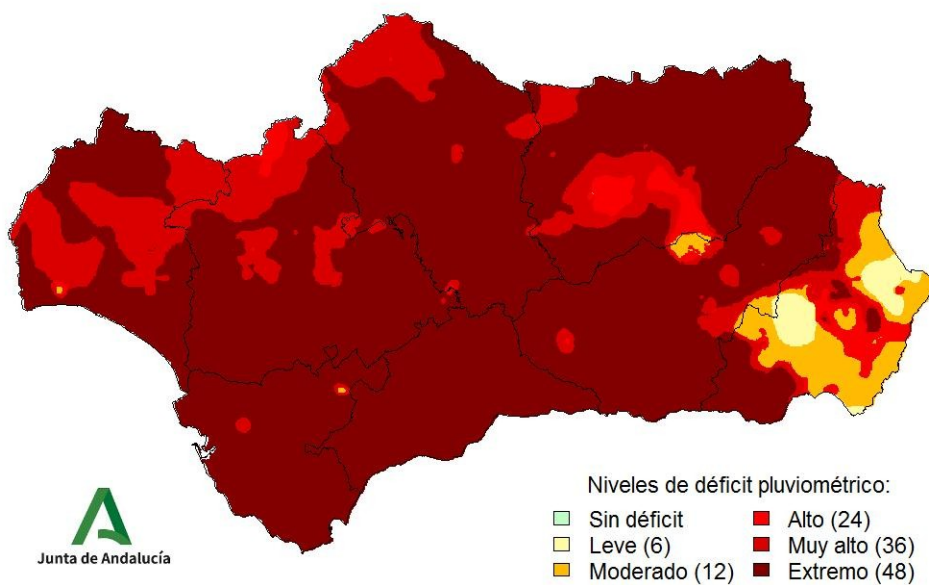 Junta de Andalucía
Niveles de déficit pluviométrico:
Sin déficit
Leve (6)
Moderado (12)
Alto (24)
Muy alto (36)
Extremo (48)